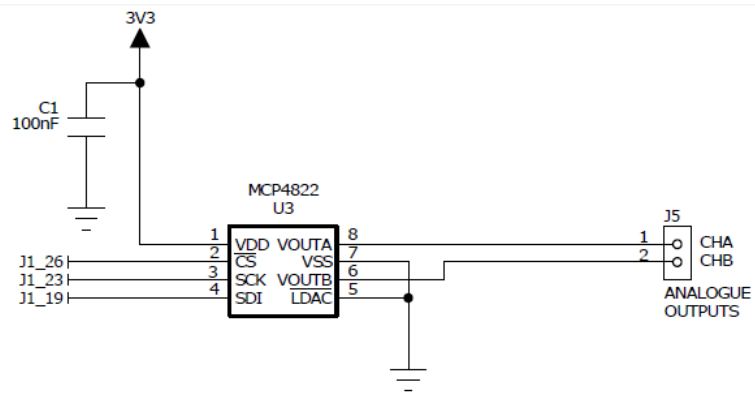 3V3
C1
100nF
MCP4822
U3
1 VDD VOUTA 8
2 CS VSS 7
3 SCK VOUTB 6
4 SDI LDAC 5
J1_26
J1_23
J1_19
J5
1 CHA
2 CHB
ANALOGUE
OUTPUTS